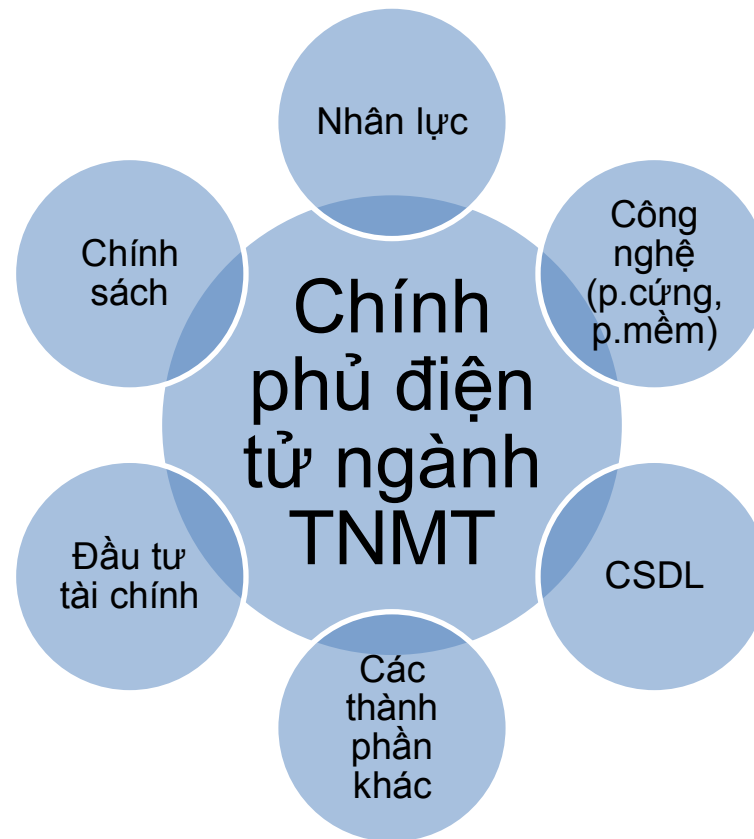 Nhân lực
Công
nghệ
(p.cứng,
p.mềm)
Chính
sách
Chính
phủ điện
tử ngành
TNMT
Đầu tư
tài chính
CSDL
Các
thành
phần
khác